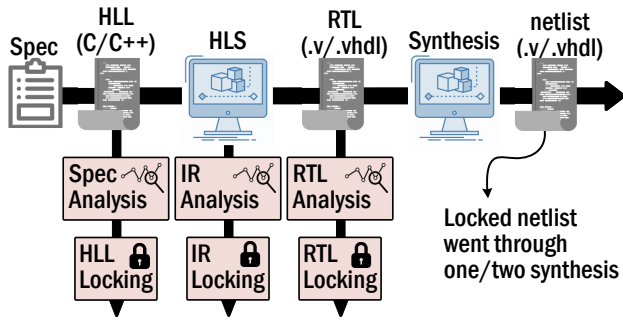 Spec
HLL
(C/C++)
HLS
RTL
(.v/.vhdl)
Synthesis
netlist
(.v/.vhdl)
Spec
Analysis
IR
Analysis
RTL
Analysis
HLL
Locking
IR
Locking
RTL
Locking
Locked netlist
went through
one/two synthesis